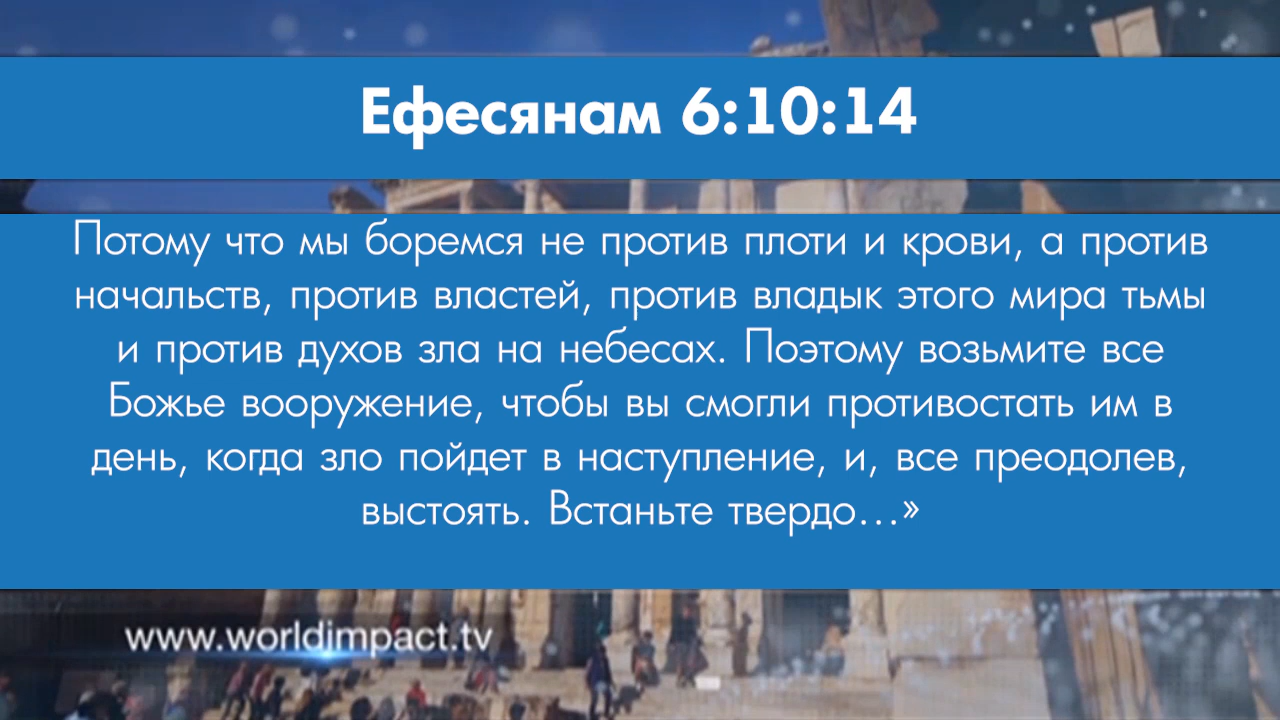 Ефесянам 6:10:14
Потому что мы боремся не против плоти и крови, а против
начальств, против властей, против владык этого мира тьмы
и против духов зла на небесах. Поэтому возьмите все
Божье вооружение, чтобы вы смогли противостать им в
день, когда зло пойдет в наступление, и, все преодолев,
выстоять. Встаньте твердо...»
www.worldimpact.tv